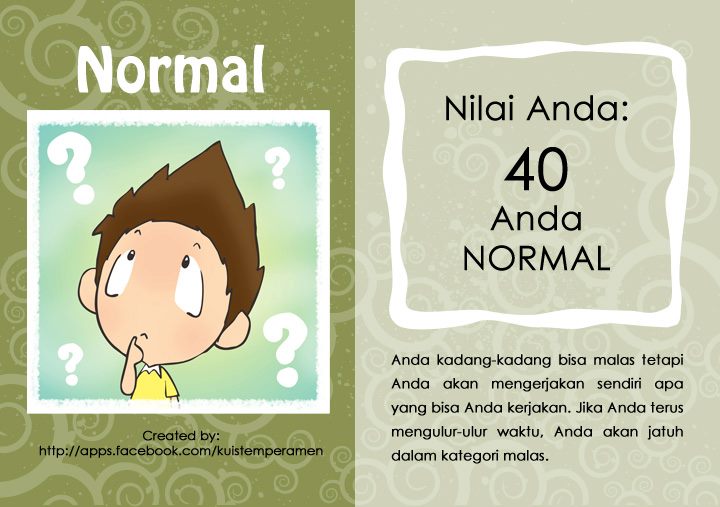 Normal
? ? ? ?
Created by:
http://apps.facebook.com/kuistemperamen
Nilai Anda:
40
Anda
NORMAL
Anda kadang-kadang bisa malas tetapi
Anda akan mengerjakan sendiri apa
yang bisa Anda kerjakan. Jika Anda terus
mengulur-ulur waktu, Anda akan jatuh
dalam kategori malas.